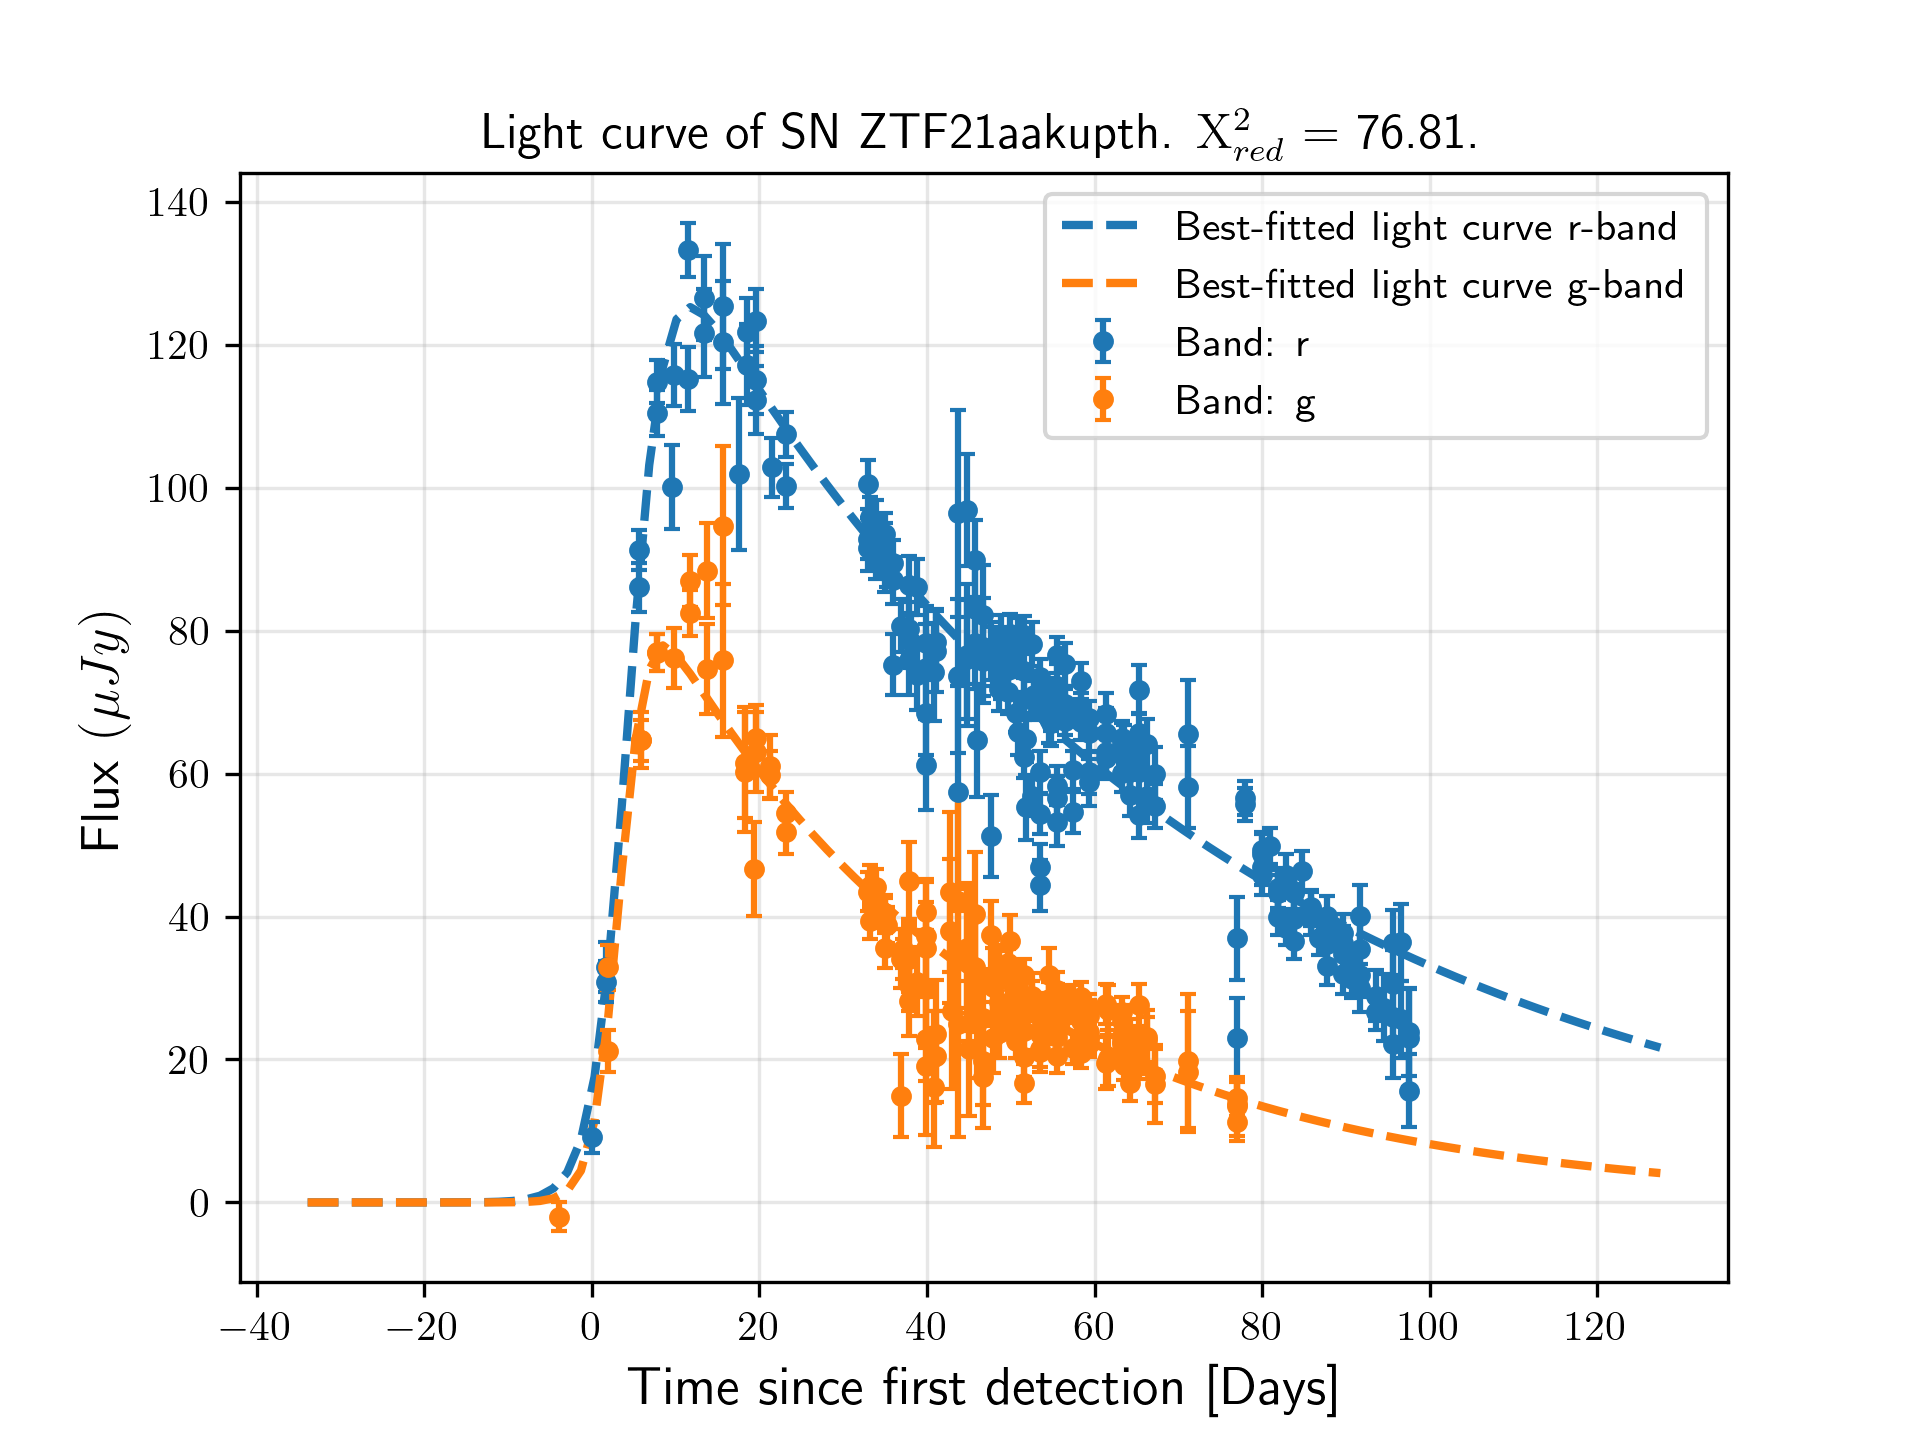 Light curve of SN ZTF21aakupth. X²_red = 76.81.
Best-fitted light curve r-band
Best-fitted light curve g-band
Band: r
Band: g
Flux (μJy)
140
120
100
80
60
40
20
0
−40 −20 0 20 40 60 80 100 120
Time since first detection [Days]